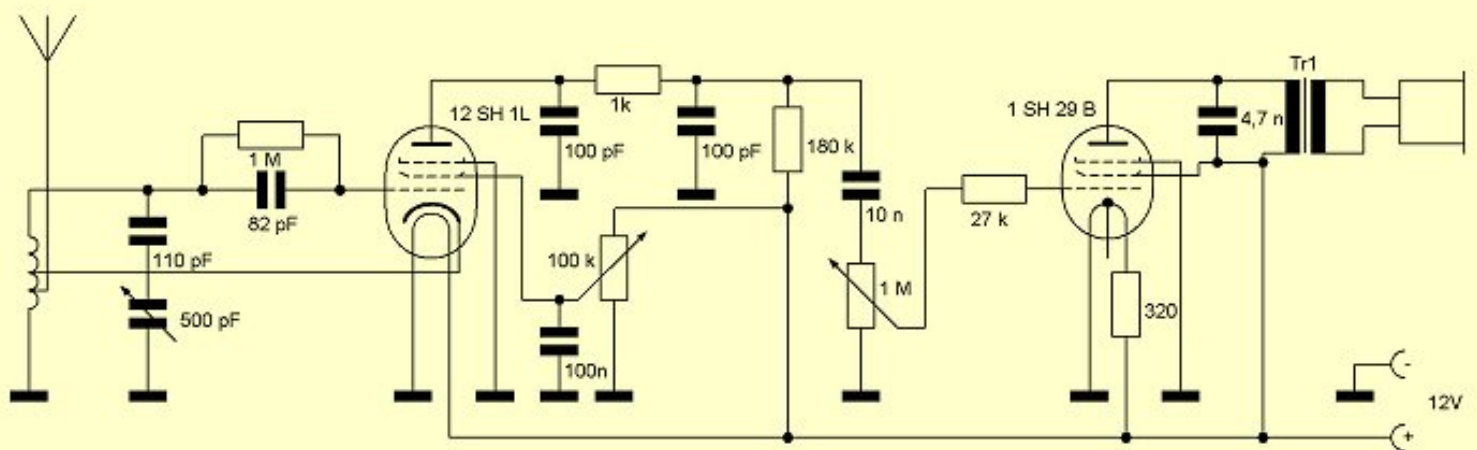 Tr1
12 SH 1L
1k
1 SH 29 B
4,7 n
1 M
100 pF
100 pF
180 k
82 pF
10 n
27 k
110 pF
100 k
1 M
500 pF
320
100n
-
12V
+